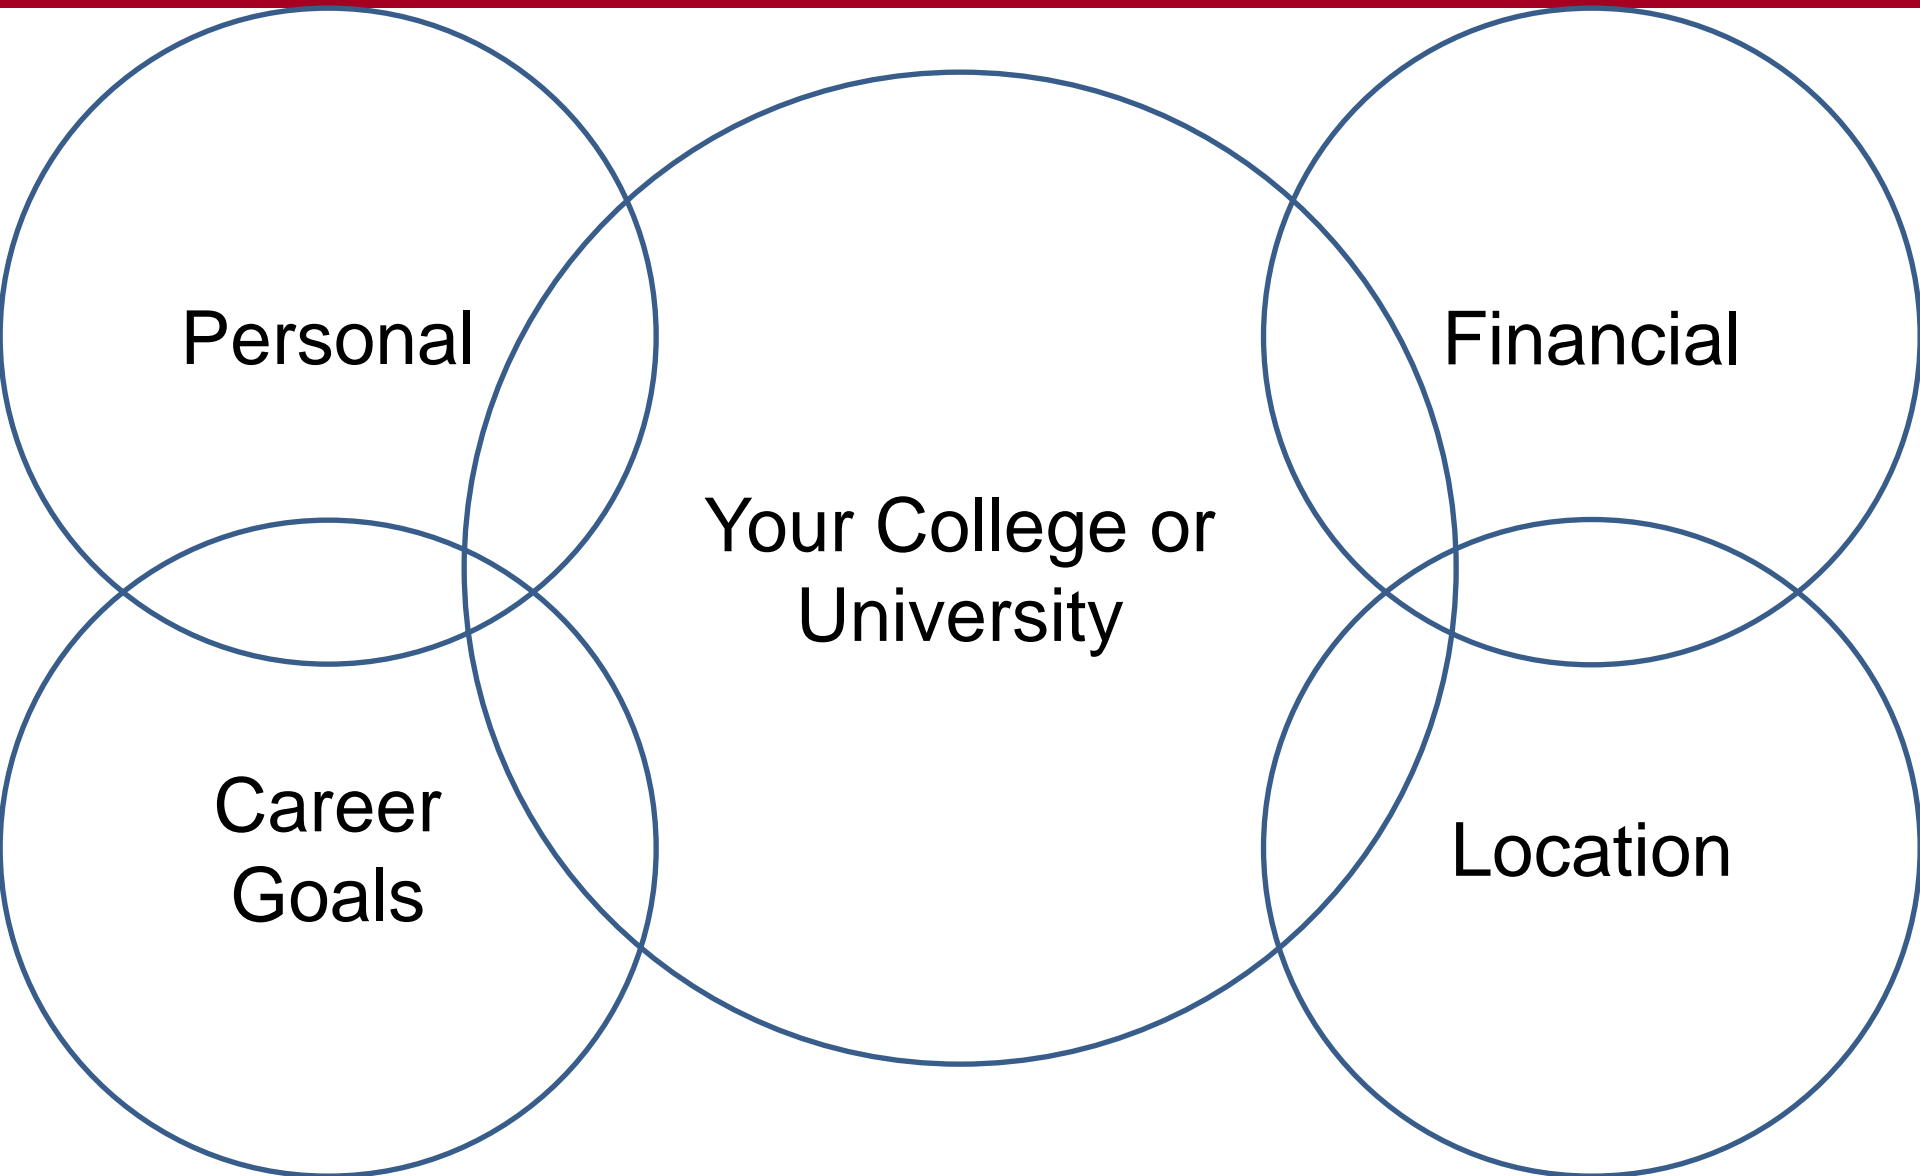 Personal
Financial
Your College or
University
Career
Goals
Location